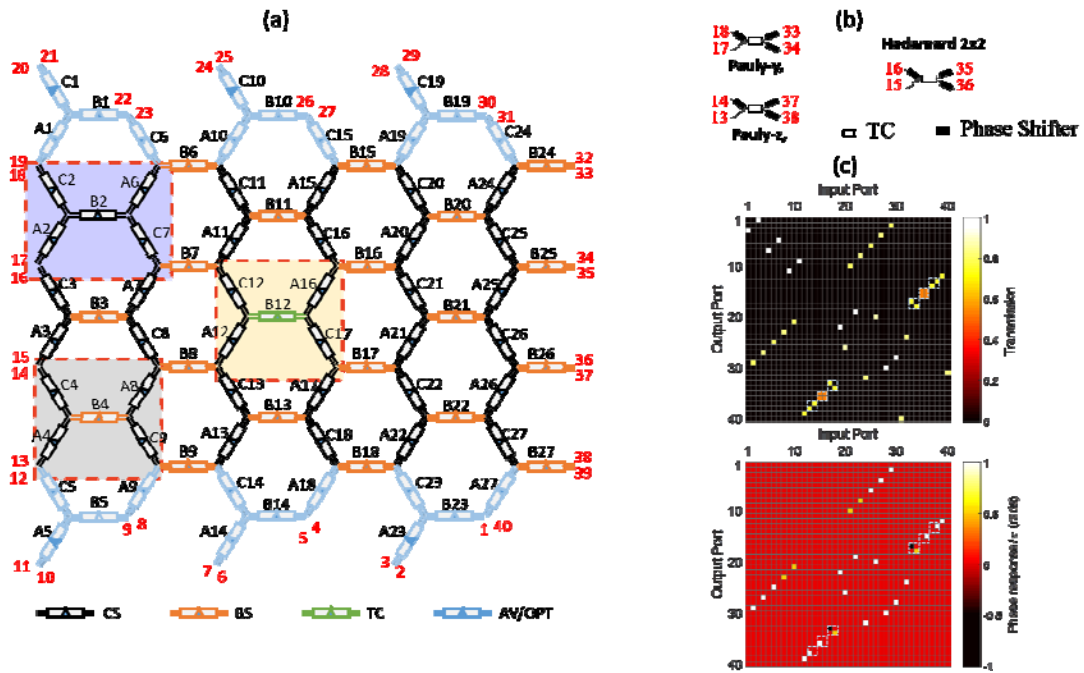 (a)
21
20
C1
B1
22
23
A1
C6
25
24
C10
B10
26
27
A10
C15
29
28
C19
B19
30
31
A19
C24
19
18
B6
B15
B24
32
33
C2
A6
B2
A2
C7
C11
A15
B11
A11
C16
C20
A24
B20
A20
C25
17
16
B7
B16
B25
34
35
C3
A7
B3
A3
C8
C12
A16
B12
A12
C17
C21
A25
B21
A21
C26
15
14
B8
B17
B26
36
37
C4
A8
B4
A4
C9
C13
A17
B13
A13
C18
C22
A26
B22
A22
C27
13
12
B9
B18
B27
38
39
C5
A9
B5
A5
9
8
11
10
C14
A18
B14
A14
5
4
7
6
C23
A27
B23
A23
1
40
3
2
CS
BS
TC
AV/OPT
(b)
18
17
33
34
Pauly-y
14
13
37
38
Pauly-z
Hadamard 2x2
16
15
35
36
TC
Phase Shifter
(c)
Input Port
1 10 20 30 40
Output Port
1
10
20
30
40
Transmission
1
0.8
0.6
0.4
0.2
0
Input Port
1 10 20 30 40
Output Port
1
10
20
30
40
Phase response/π (rads)
1
0.5
0
-0.5
-1